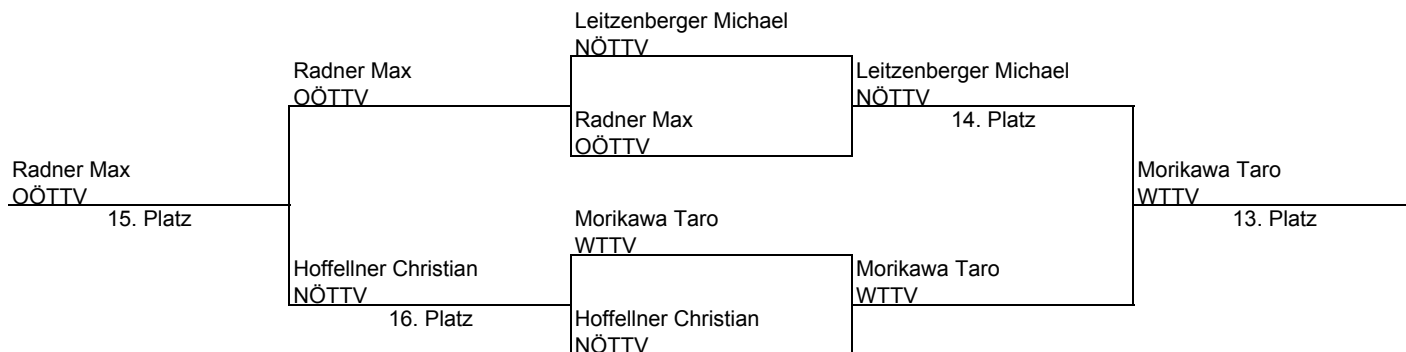 Leitzenberger Michael
NÖTTV
Radner Max
OÖTTV
Leitzenberger Michael
NÖTTV
Radner Max
OÖTTV
14. Platz
Radner Max
OÖTTV
Morikawa Taro
WTTV
15. Platz
Morikawa Taro
WTTV
13. Platz
Hoffellner Christian
NÖTTV
Morikawa Taro
WTTV
16. Platz
Hoffellner Christian
NÖTTV